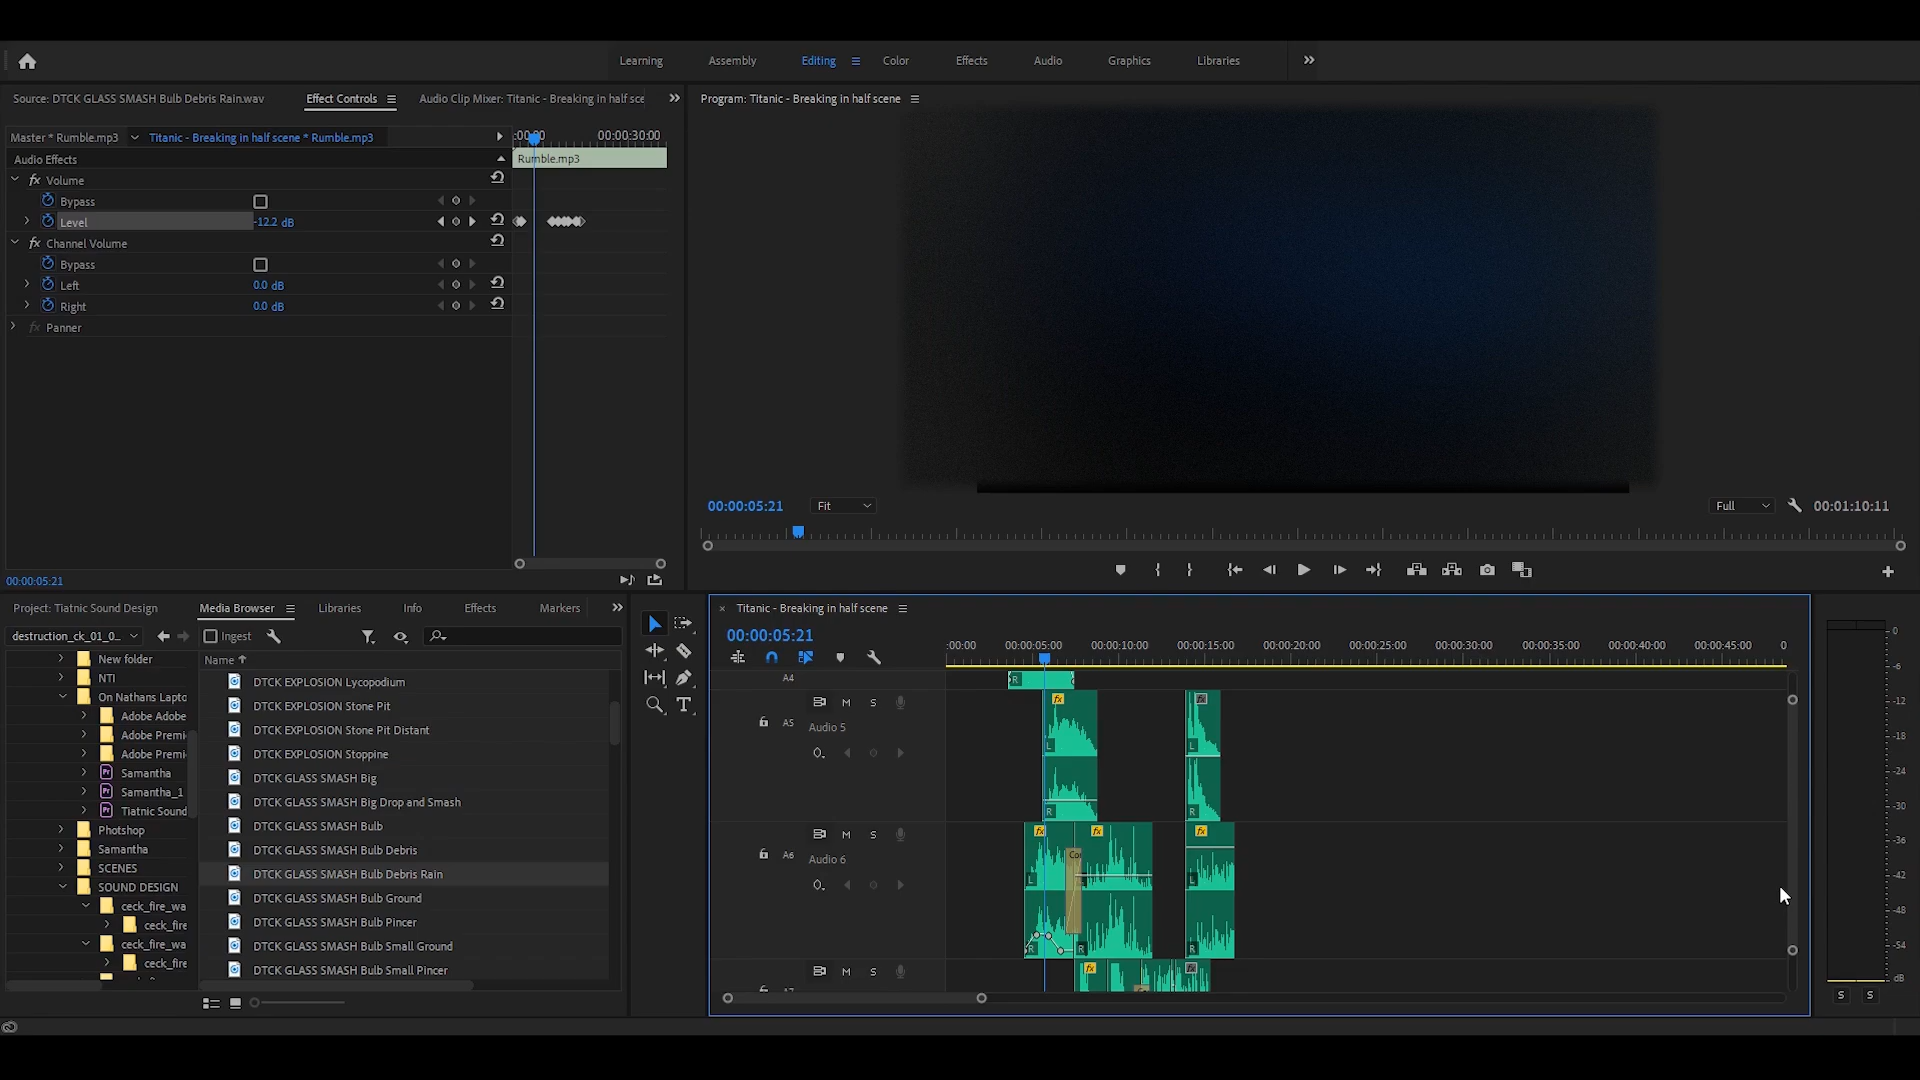 Learning Assembly Editing Color Effects Audio Graphics Libraries
Source: DTCK GLASS SMASH Bulb Debris Rain.wav Effect Controls Audio Clip Mixer: Titanic - Breaking in half sce
Program: Titanic - Breaking in half scene
Master * Rumble.mp3 Titanic - Breaking in half scene * Rumble.mp3
:00:00 00:00:30:00
Audio Effects
Rumble.mp3
fx Volume
Bypass
Level -12.2 dB
fx Channel Volume
Bypass
Left 0.0 dB
Right 0.0 dB
fx Panner
00:00:05:21 Fit Full 00:01:10:11
00:00:05:21
Project: Tiatnic Sound Design Media Browser Libraries Info Effects Markers
destruction_ck_01_0... Ingest
Name
New folder
NTI
On Nathans Lapto
Adobe Adobe
Adobe Premi
Adobe Premi
Samantha
Samantha_1
Tiatnic Sound
Photshop
Samantha
SCENES
SOUND DESIGN
ceck_fire_wa
ceck_fire
ceck_fire_wa
ceck_fire
DTCK EXPLOSION Lycopodium
DTCK EXPLOSION Stone Pit
DTCK EXPLOSION Stone Pit Distant
DTCK EXPLOSION Stoppine
DTCK GLASS SMASH Big
DTCK GLASS SMASH Big Drop and Smash
DTCK GLASS SMASH Bulb
DTCK GLASS SMASH Bulb Debris
DTCK GLASS SMASH Bulb Debris Rain
DTCK GLASS SMASH Bulb Ground
DTCK GLASS SMASH Bulb Pincer
DTCK GLASS SMASH Bulb Small Ground
DTCK GLASS SMASH Bulb Small Pincer
Titanic - Breaking in half scene
00:00:05:21
:00:00 00:00:05:00 00:00:10:00 00:00:15:00 00:00:20:00 00:00:25:00 00:00:30:00 00:00:35:00 00:00:40:00 00:00:45:00 0
A4 R
M S fx fx
A5 Audio 5
L L
R R
M S fx fx fx
A6 Audio 6
L L
R R R
M S fx
0
-6
-12
-18
-24
-30
-36
-42
-48
-54
dB
S S